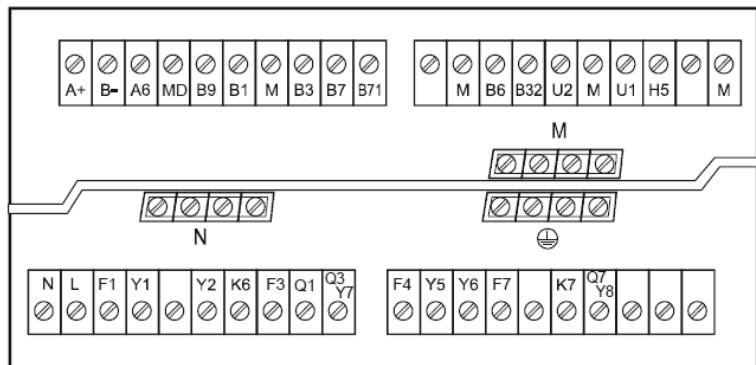 A+ B- A6 MD B9 B1 M B3 B7 B71 M B6 B32 U2 M U1 H5 M
M
N
N L F1 Y1 Y2 K6 F3 Q1 Q3 Y7 F4 Y5 Y6 F7 K7 Q7 Y8